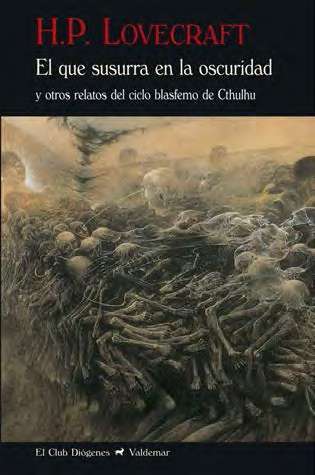 H.P. LOVECRAFT
El que susurra en la oscuridad
y otros relatos del ciclo blasfemo de Cthulhu
El Club Diógenes Valdemar